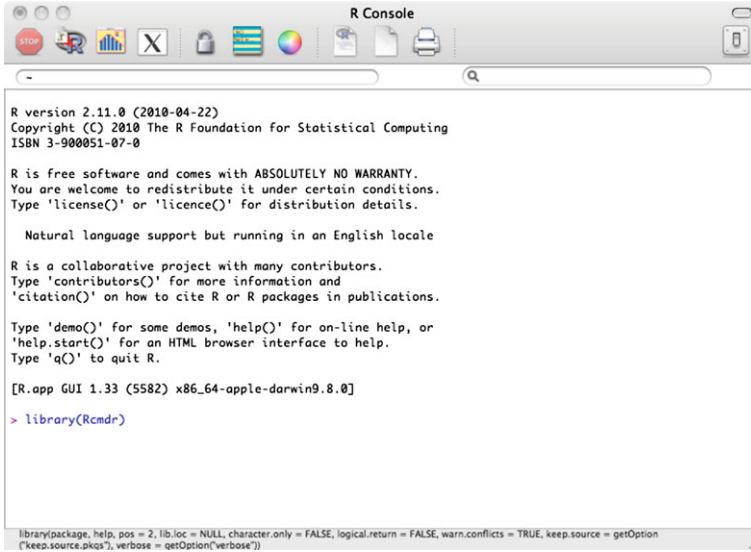 R Console
STOP
X
~
R version 2.11.0 (2010-04-22)
Copyright (C) 2010 The R Foundation for Statistical Computing
ISBN 3-900051-07-0
R is free software and comes with ABSOLUTELY NO WARRANTY.
You are welcome to redistribute it under certain conditions.
Type 'license()' or 'licence()' for distribution details.
Natural language support but running in an English locale
R is a collaborative project with many contributors.
Type 'contributors()' for more information and
'citation()' on how to cite R or R packages in publications.
Type 'demo()' for some demos, 'help()' for on-line help, or
'help.start()' for an HTML browser interface to help.
Type 'q()' to quit R.
[R.app GUI 1.33 (5582) x86_64-apple-darwin9.8.0]
> library(Rcmdr)
library(package, help, pos = 2, lib.loc = NULL, character.only = FALSE, logical.return = FALSE, warn.conflicts = TRUE, keep.source = getOption
("keep.source.pkgs"), verbose = getOption("verbose"))